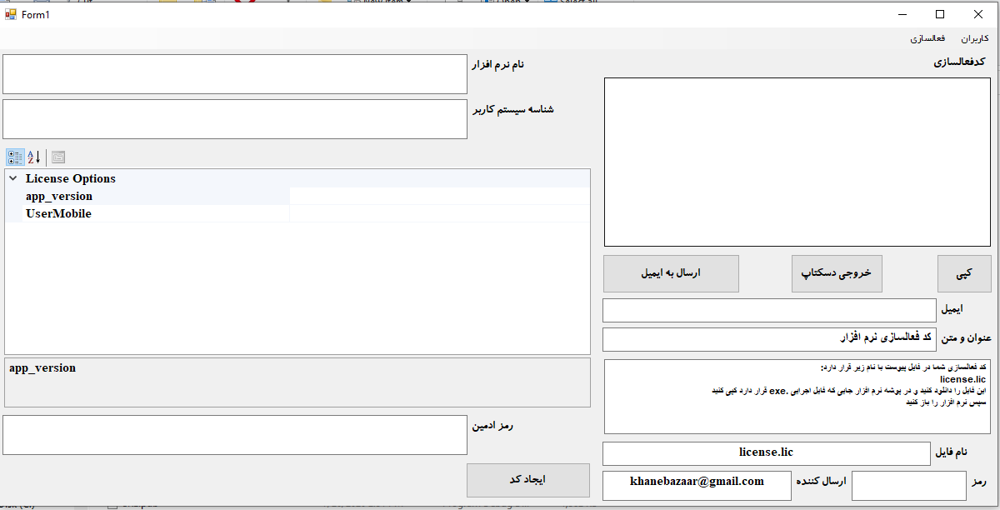 Form1
کاربران
فعالسازی
کدفعالسازی
نام نرم افزار
شناسه سیستم کاربر
License Options
app_version
UserMobile
app_version
رمز ادمین
ایجاد کد
کپی
خروجی دسکتاپ
ارسال به ایمیل
ایمیل
عنوان و متن
کد فعالسازی نرم افزار
کد فعالسازی شما در فایل پیوست با نام زیر قرار دارد:
license.lic
این فایل را دانلود کنید و در پوشه نرم افزار جایی که فایل اجرایی .exe قرار دارد کپی کنید
سپس نرم افزار را باز کنید
نام فایل
license.lic
رمز
ارسال کننده
khanebazaar@gmail.com